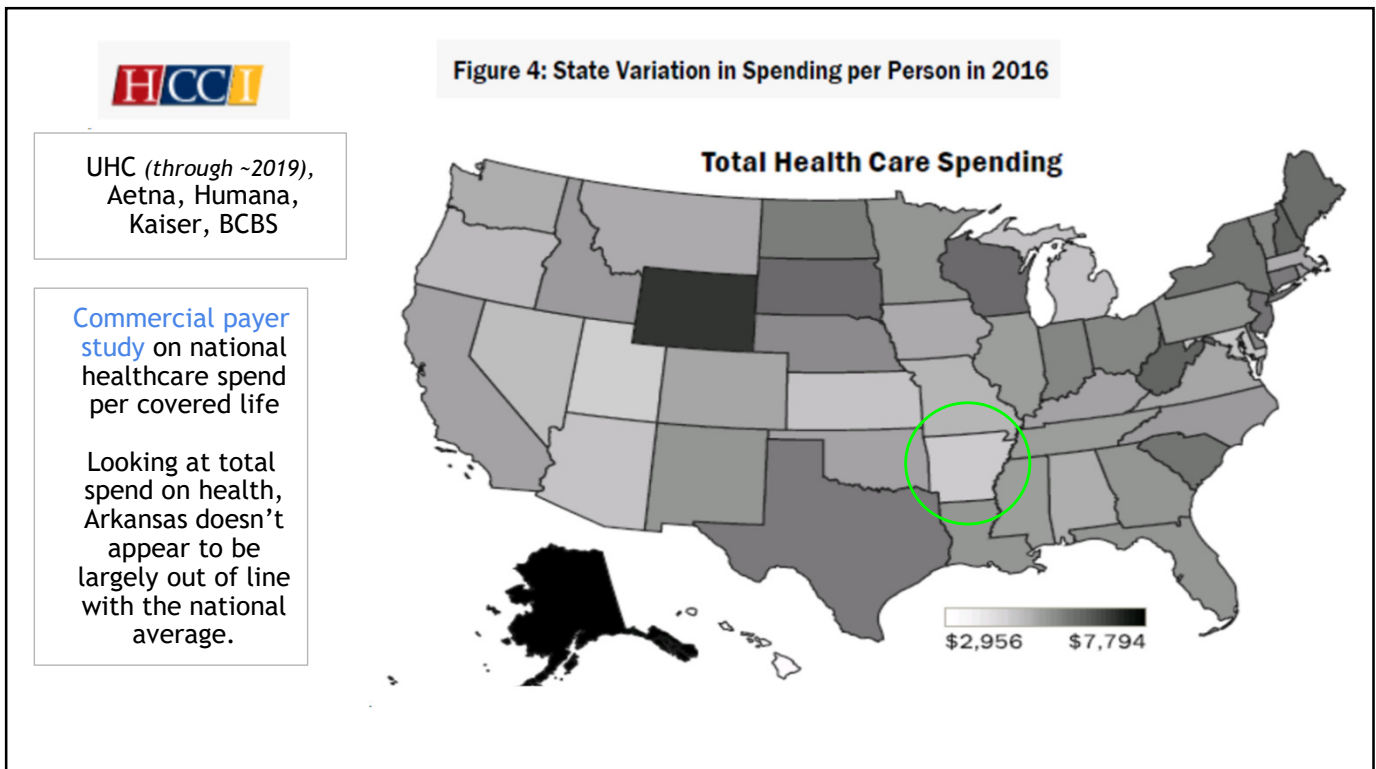 HCCI
Figure 4: State Variation in Spending per Person in 2016
UHC (through ~2019),
Aetna, Humana,
Kaiser, BCBS
Commercial payer
study on national
healthcare spend
per covered life
Looking at total
spend on health,
Arkansas doesn’t
appear to be
largely out of line
with the national
average.
Total Health Care Spending
$2,956 $7,794